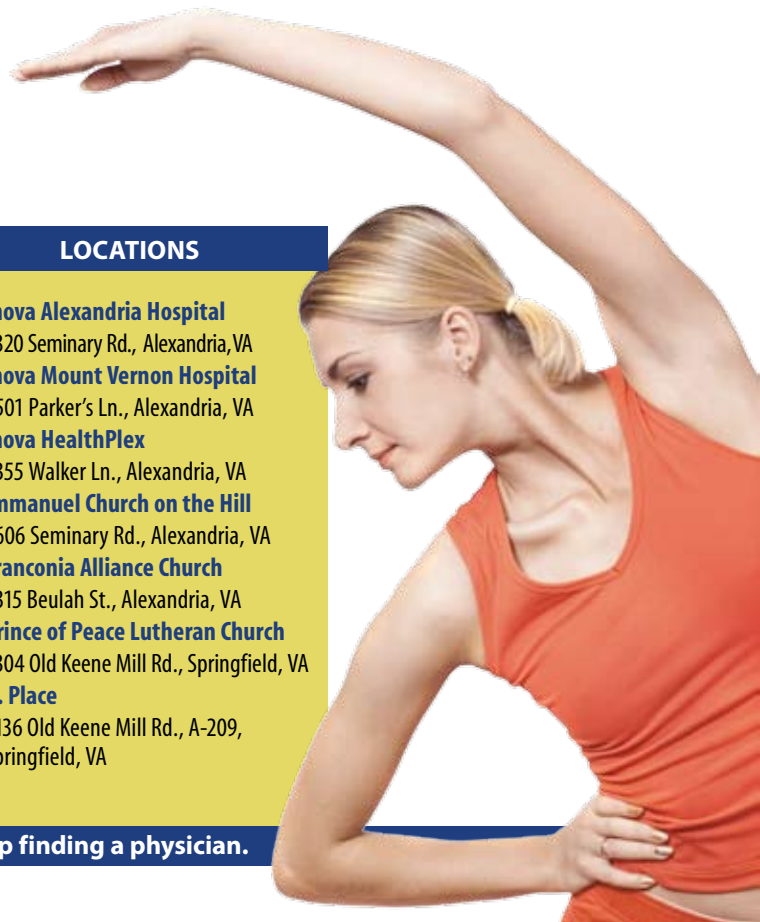 LOCATIONS
nova Alexandria Hospital
320 Seminary Rd., Alexandria, VA
nova Mount Vernon Hospital
501 Parker's Ln., Alexandria, VA
nova HealthPlex
355 Walker Ln., Alexandria, VA
mmanuel Church on the Hill
606 Seminary Rd., Alexandria, VA
ranconia Alliance Church
315 Beulah St., Alexandria, VA
rince of Peace Lutheran Church
304 Old Keene Mill Rd., Springfield, VA
. Place
136 Old Keene Mill Rd., A-209,
pringfield, VA
p finding a physician.